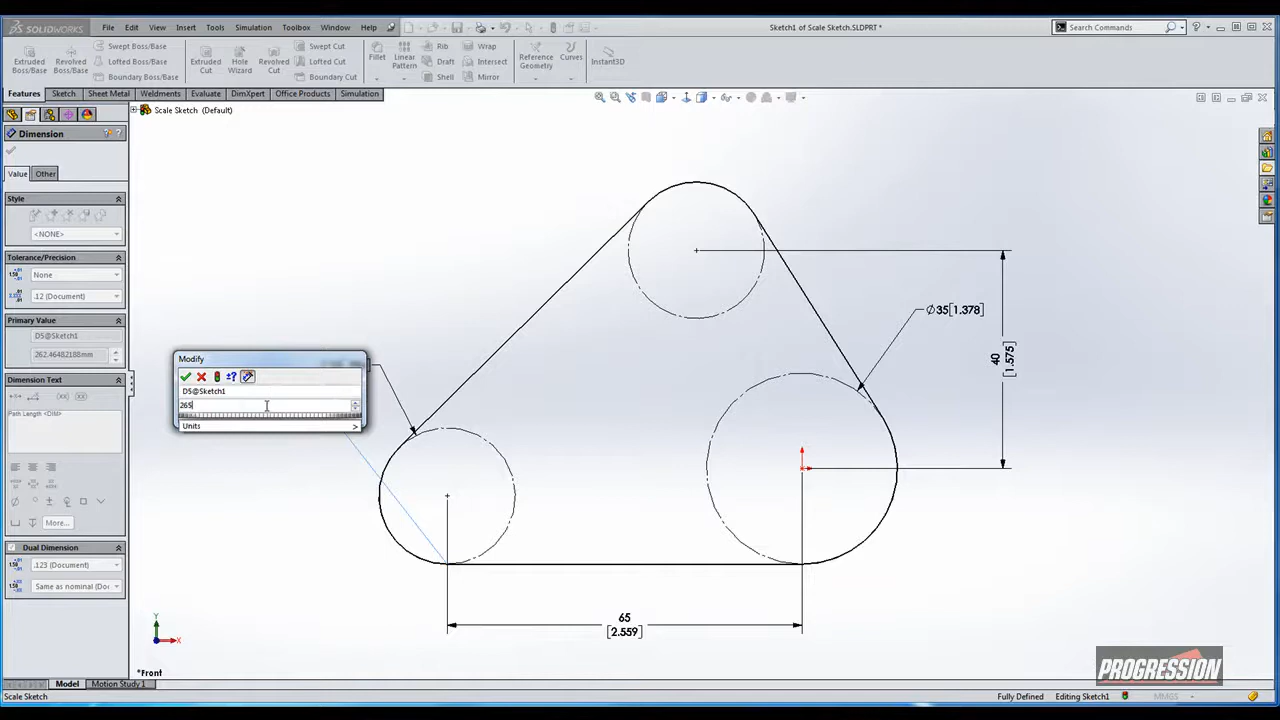 SOLIDWORKS File Edit View Insert Tools Simulation Toolbox Window Help Sketch1 of Scale Sketch.SLDPRT * Search Commands
Extruded Boss/Base
Revolved Boss/Base
Swept Boss/Base
Lofted Boss/Base
Boundary Boss/Base
Extruded Cut
Hole Wizard
Revolved Cut
Swept Cut
Lofted Cut
Boundary Cut
Fillet
Linear Pattern
Rib
Draft
Shell
Wrap
Intersect
Mirror
Reference Geometry
Curves
Instant3D
Features Sketch Sheet Metal Weldments Evaluate DimXpert Office Products Simulation
Scale Sketch (Default)
Dimension
Value Other
Style
<NONE>
Tolerance/Precision
None
.12 (Document)
Primary Value
D5@Sketch1
262.46482188mm
Dimension Text
Path Length <DIM>
More...
Dual Dimension
.123 (Document)
Same as nominal (Doc
Modify
D5@Sketch1
265
Units >
Ø35[1.378]
40
[1.575]
65
[2.559]
Y
X
*Front
PROGRESSION
Model Motion Study 1
Scale Sketch Fully Defined Editing Sketch1 MMGS